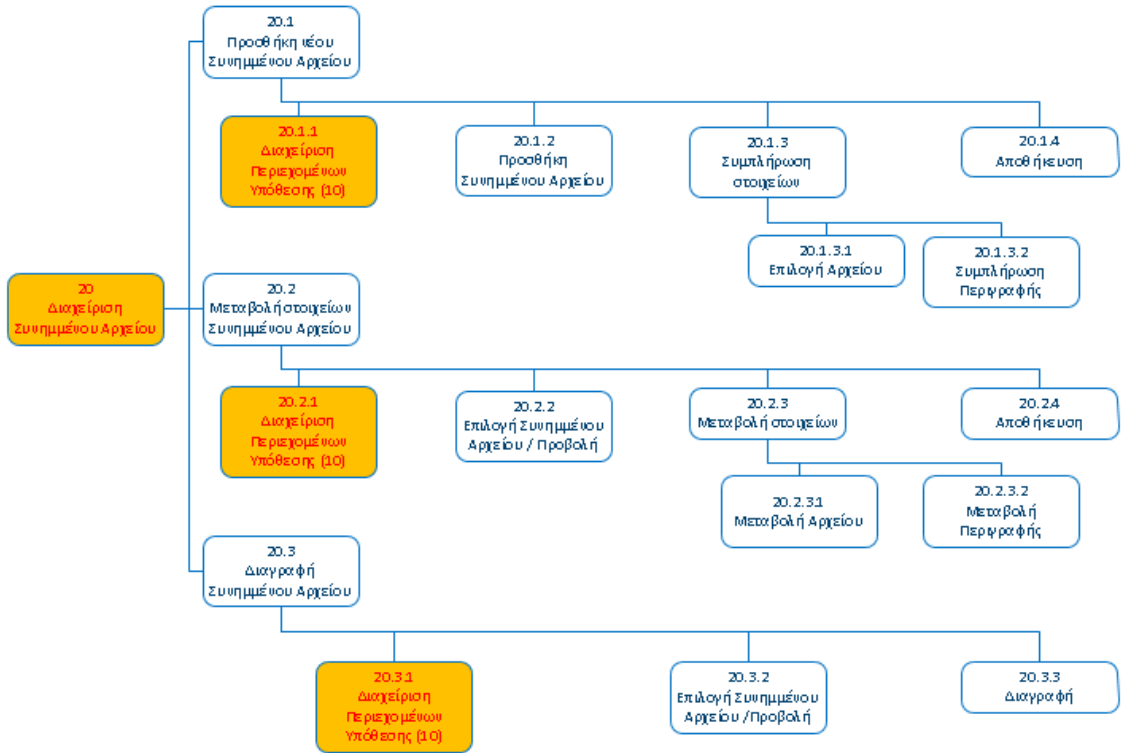 20.1
Προσθήκη νέου
Συνημμένου Αρχείου
20.1.1
Διαχείριση
Περιεχομένων
Υπόθεσης (10)
20.1.2
Προσθήκη
Συνημμένου Αρχείου
20.1.3
Συμπλήρωση
στοιχείων
20.1.4
Αποθήκευση
20.1.3.1
Επιλογή Αρχείου
20.1.3.2
Συμπλήρωση
Περιγραφής
20
Διαχείριση
Συνημμένου Αρχείου
20.2
Μεταβολή στοιχείων
Συνημμένου Αρχείου
20.2.1
Διαχείριση
Περιεχομένων
Υπόθεσης (10)
20.2.2
Επιλογή Συνημμένου
Αρχείου / Προβολή
20.2.3
Μεταβολή στοιχείων
20.2.4
Αποθήκευση
20.2.3.1
Μεταβολή Αρχείου
20.2.3.2
Μεταβολή
Περιγραφής
20.3
Διαγραφή
Συνημμένου Αρχείου
20.3.1
Διαχείριση
Περιεχομένων
Υπόθεσης (10)
20.3.2
Επιλογή Συνημμένου
Αρχείου /Προβολή
20.3.3
Διαγραφή